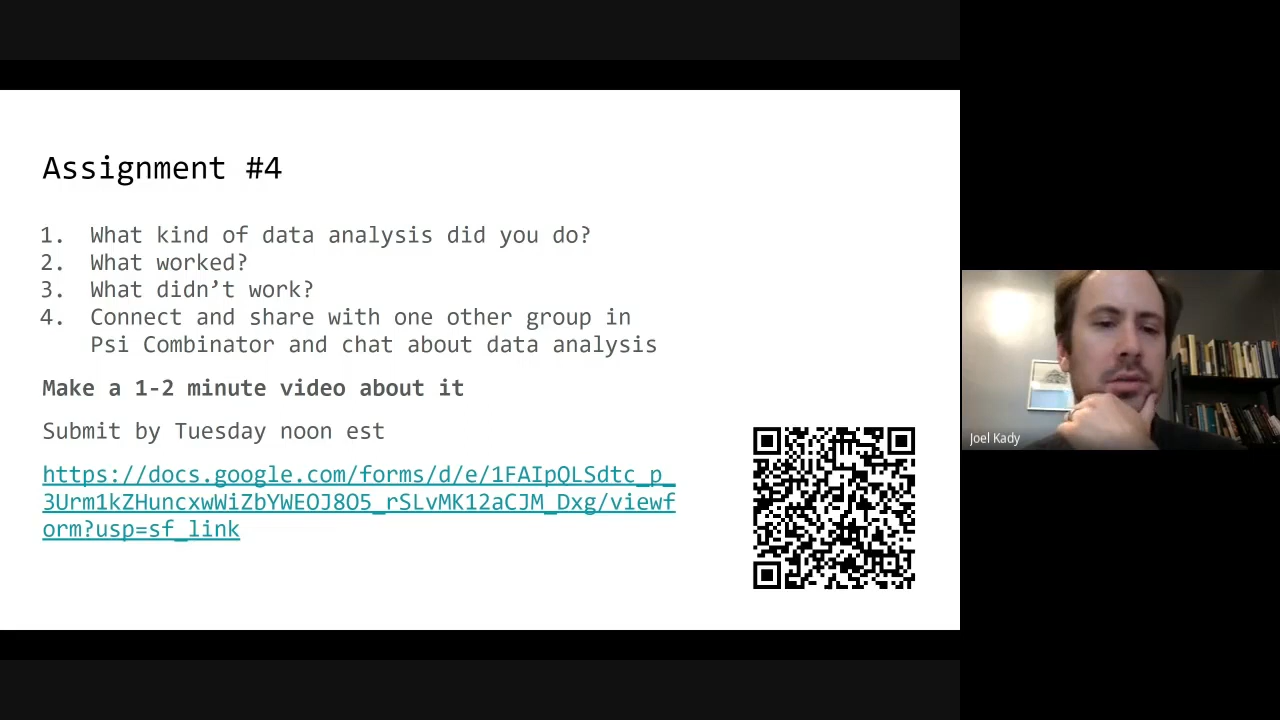 Assignment #4
1. What kind of data analysis did you do?
2. What worked?
3. What didn’t work?
4. Connect and share with one other group in
Psi Combinator and chat about data analysis
Make a 1-2 minute video about it
Submit by Tuesday noon est
https://docs.google.com/forms/d/e/1FAIpQLSdtc_p_
3Urm1kZHuncxwWiZbYWEOJ8O5_rSLvMK12aCJM_Dxg/viewf
orm?usp=sf_link
Joel Kady